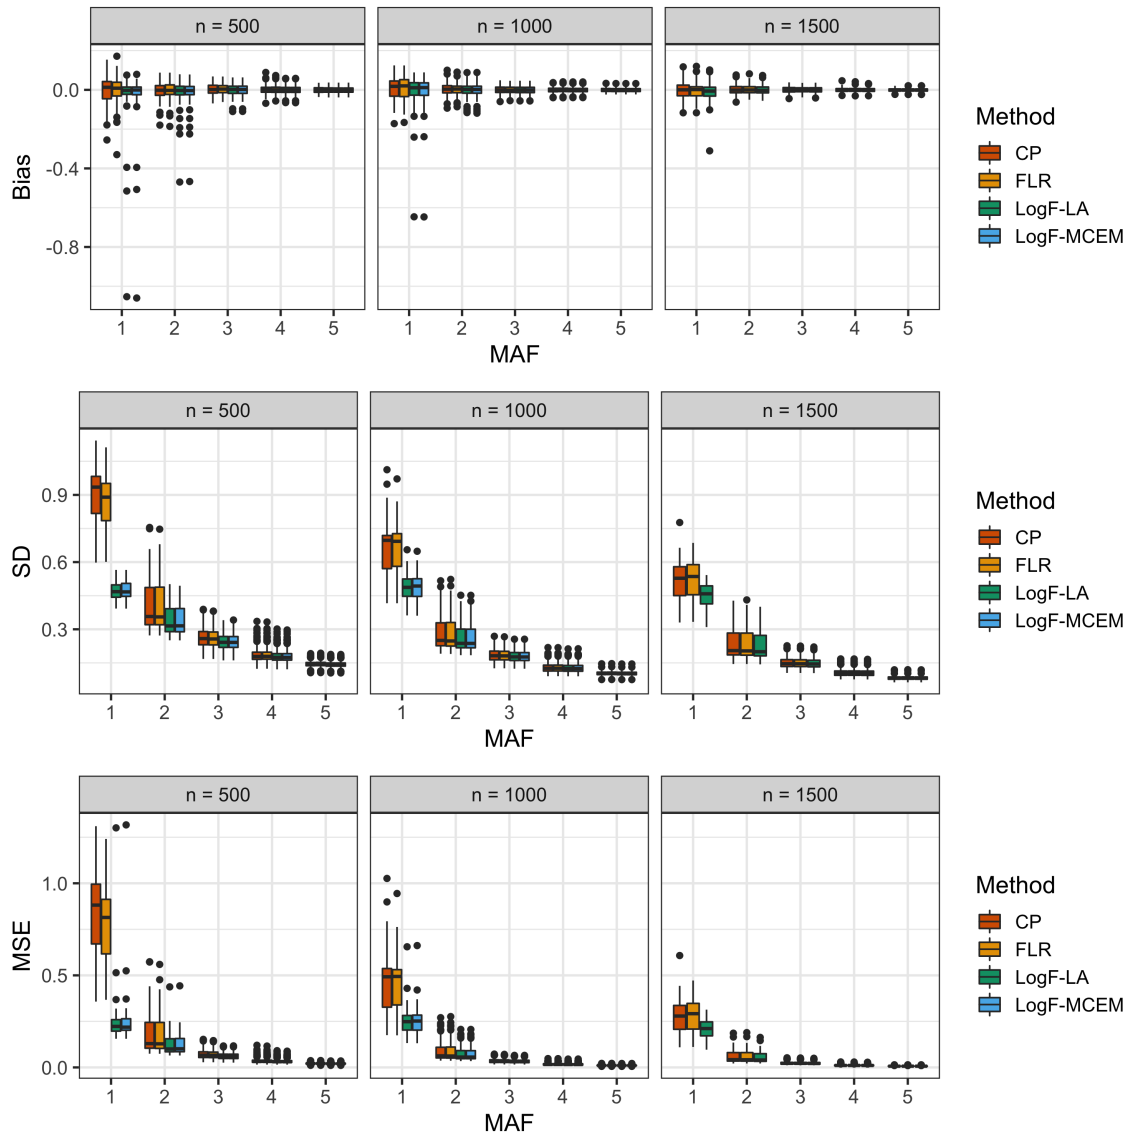 n = 500 n = 1000 n = 1500
0.0
-0.4
-0.8
Bias
1 2 3 4 5 1 2 3 4 5 1 2 3 4 5
MAF
Method
CP
FLR
LogF-LA
LogF-MCEM
n = 500 n = 1000 n = 1500
0.9
0.6
0.3
SD
1 2 3 4 5 1 2 3 4 5 1 2 3 4 5
MAF
Method
CP
FLR
LogF-LA
LogF-MCEM
n = 500 n = 1000 n = 1500
1.0
0.5
0.0
MSE
1 2 3 4 5 1 2 3 4 5 1 2 3 4 5
MAF
Method
CP
FLR
LogF-LA
LogF-MCEM